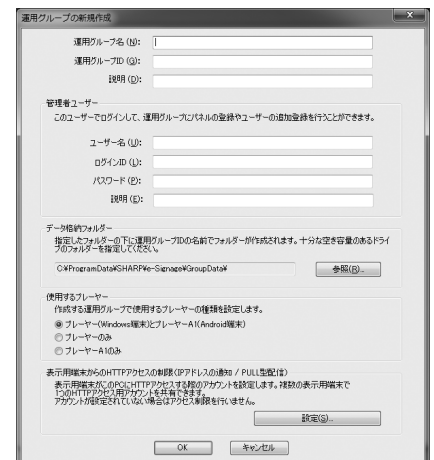 運用グループの新規作成
運用グループ名(N):
運用グループID(G):
説明(D):
管理者ユーザー
このユーザーでログインして、運用グループにパネルの登録やユーザーの追加登録を行うことができます。
ユーザー名(U):
ログインID(L):
パスワード(P):
説明(E):
データ格納フォルダー
指定したフォルダーの下に運用グループIDの名前でフォルダーが作成されます。十分な空き容量のあるドライ
ブのフォルダーを指定してください。
C:¥ProgramData¥SHARP¥e-Signage¥GroupData¥
参照(R)...
使用するプレーヤー
作成する運用グループで使用するプレーヤーの種類を設定します。
プレーヤー(Windows端末)とプレーヤーA1(Android端末)
プレーヤーのみ
プレーヤーA1のみ
表示用端末からのHTTPアクセスの制限(IPアドレスの通知 / PULL型配信)
表示用端末がこのPCにHTTPアクセスする際のアカウントを設定します。複数の表示用端末で
1つのHTTPアクセス用アカウントを共有できます。
アカウントが設定されていない場合はアクセス制限を行いません。
設定(S)...
OK キャンセル